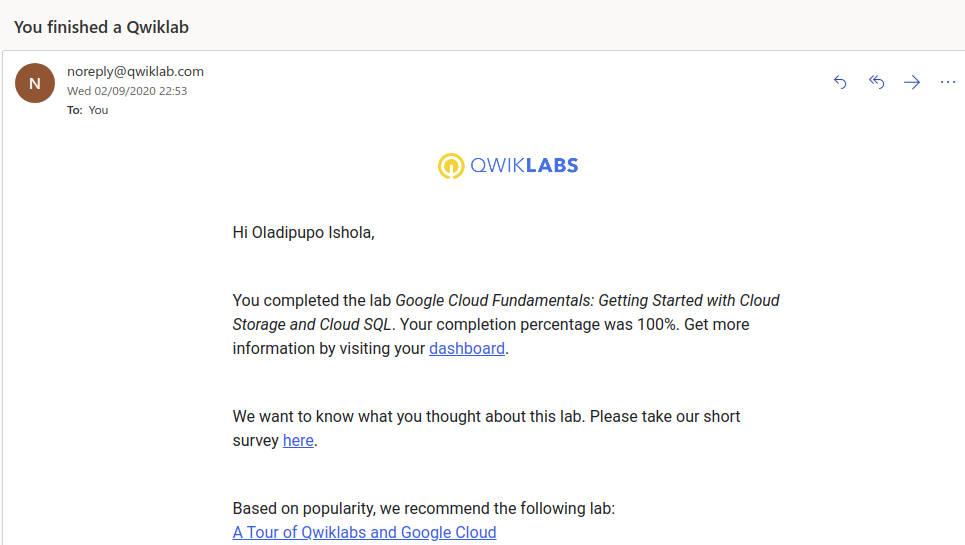 You finished a Qwiklab
N
noreply@qwiklab.com
Wed 02/09/2020 22:53
To: You
QWIKLABS
Hi Oladipupo Ishola,
You completed the lab Google Cloud Fundamentals: Getting Started with Cloud
Storage and Cloud SQL. Your completion percentage was 100%. Get more
information by visiting your dashboard.
We want to know what you thought about this lab. Please take our short
survey here.
Based on popularity, we recommend the following lab:
A Tour of Qwiklabs and Google Cloud